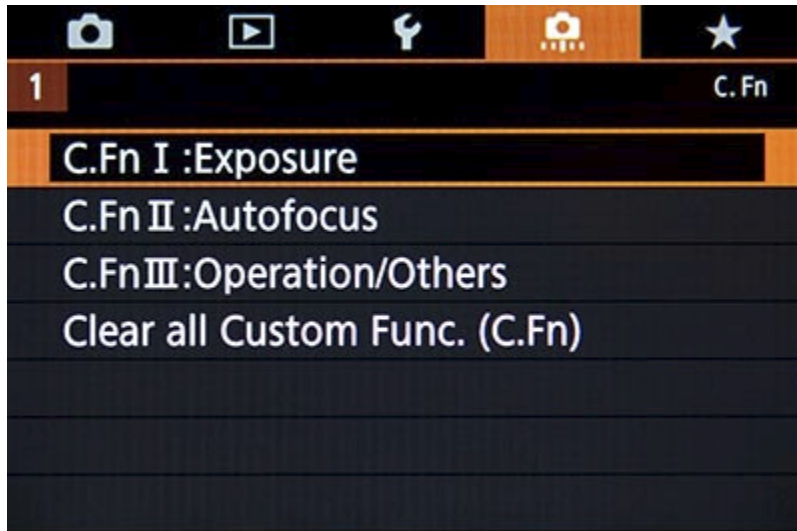 1
C.Fn
C.Fn I :Exposure
C.Fn II :Autofocus
C.Fn III:Operation/Others
Clear all Custom Func. (C.Fn)